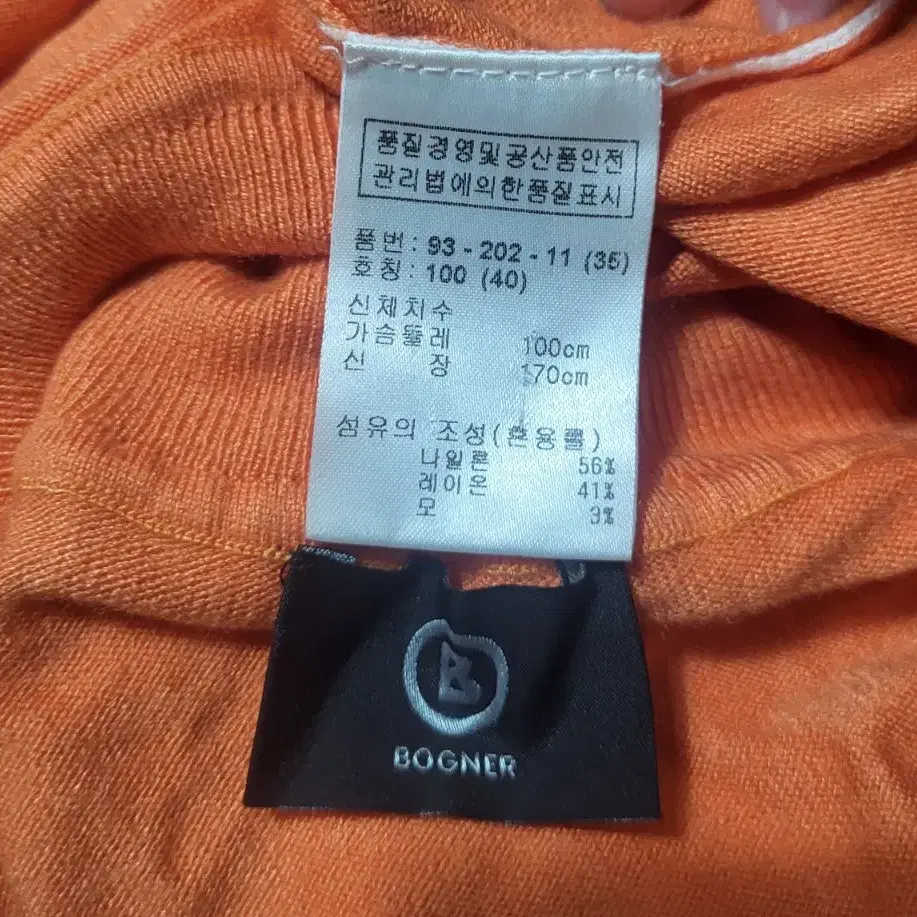 품질경영및공산품안전
관리법에의한품질표시
품번 : 93 - 202 - 11 (35)
호칭 : 100 (40)
신체치수
가슴둘레 100cm
신 장 170cm
섬유의 조성(혼용률)
나일론 56%
레이온 41%
모 3%
B
BOGNER